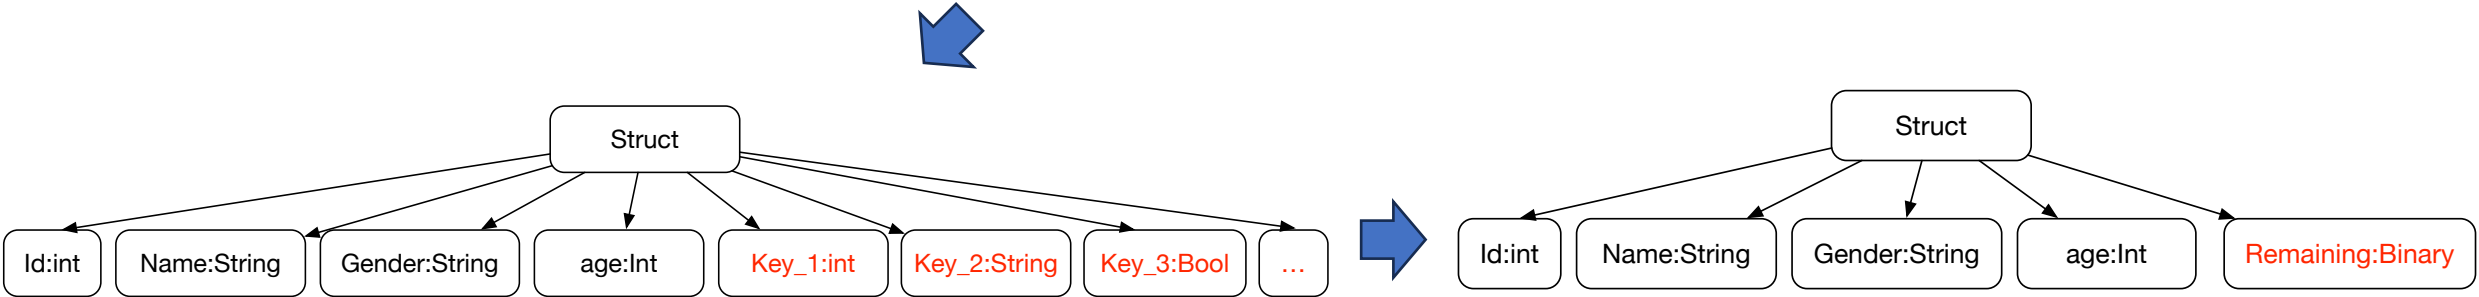 Struct
Id:int
Name:String
Gender:String
age:Int
Key_1:int
Key_2:String
Key_3:Bool
...
Struct
Id:int
Name:String
Gender:String
age:Int
Remaining:Binary